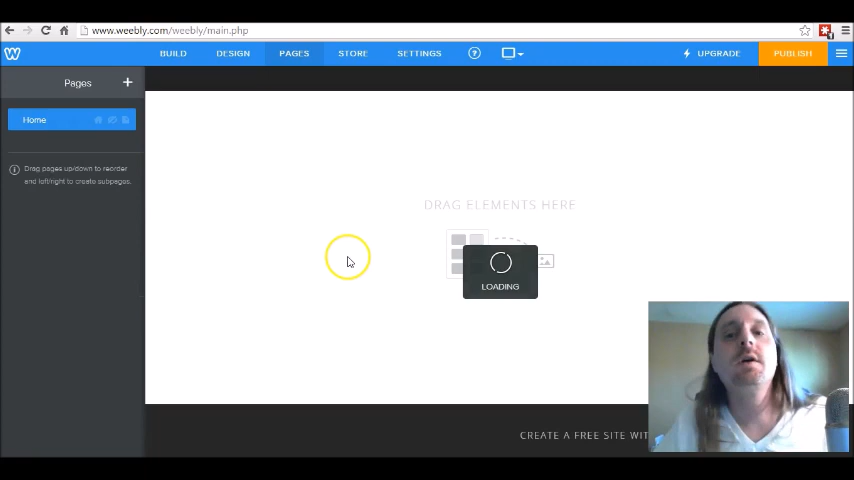 www.weebly.com/weebly/main.php
BUILD DESIGN PAGES STORE SETTINGS ? UPGRADE PUBLISH
Pages +
Home
Drag pages up/down to reorder
and left/right to create subpages.
DRAG ELEMENTS HERE
LOADING
CREATE A FREE SITE WIT